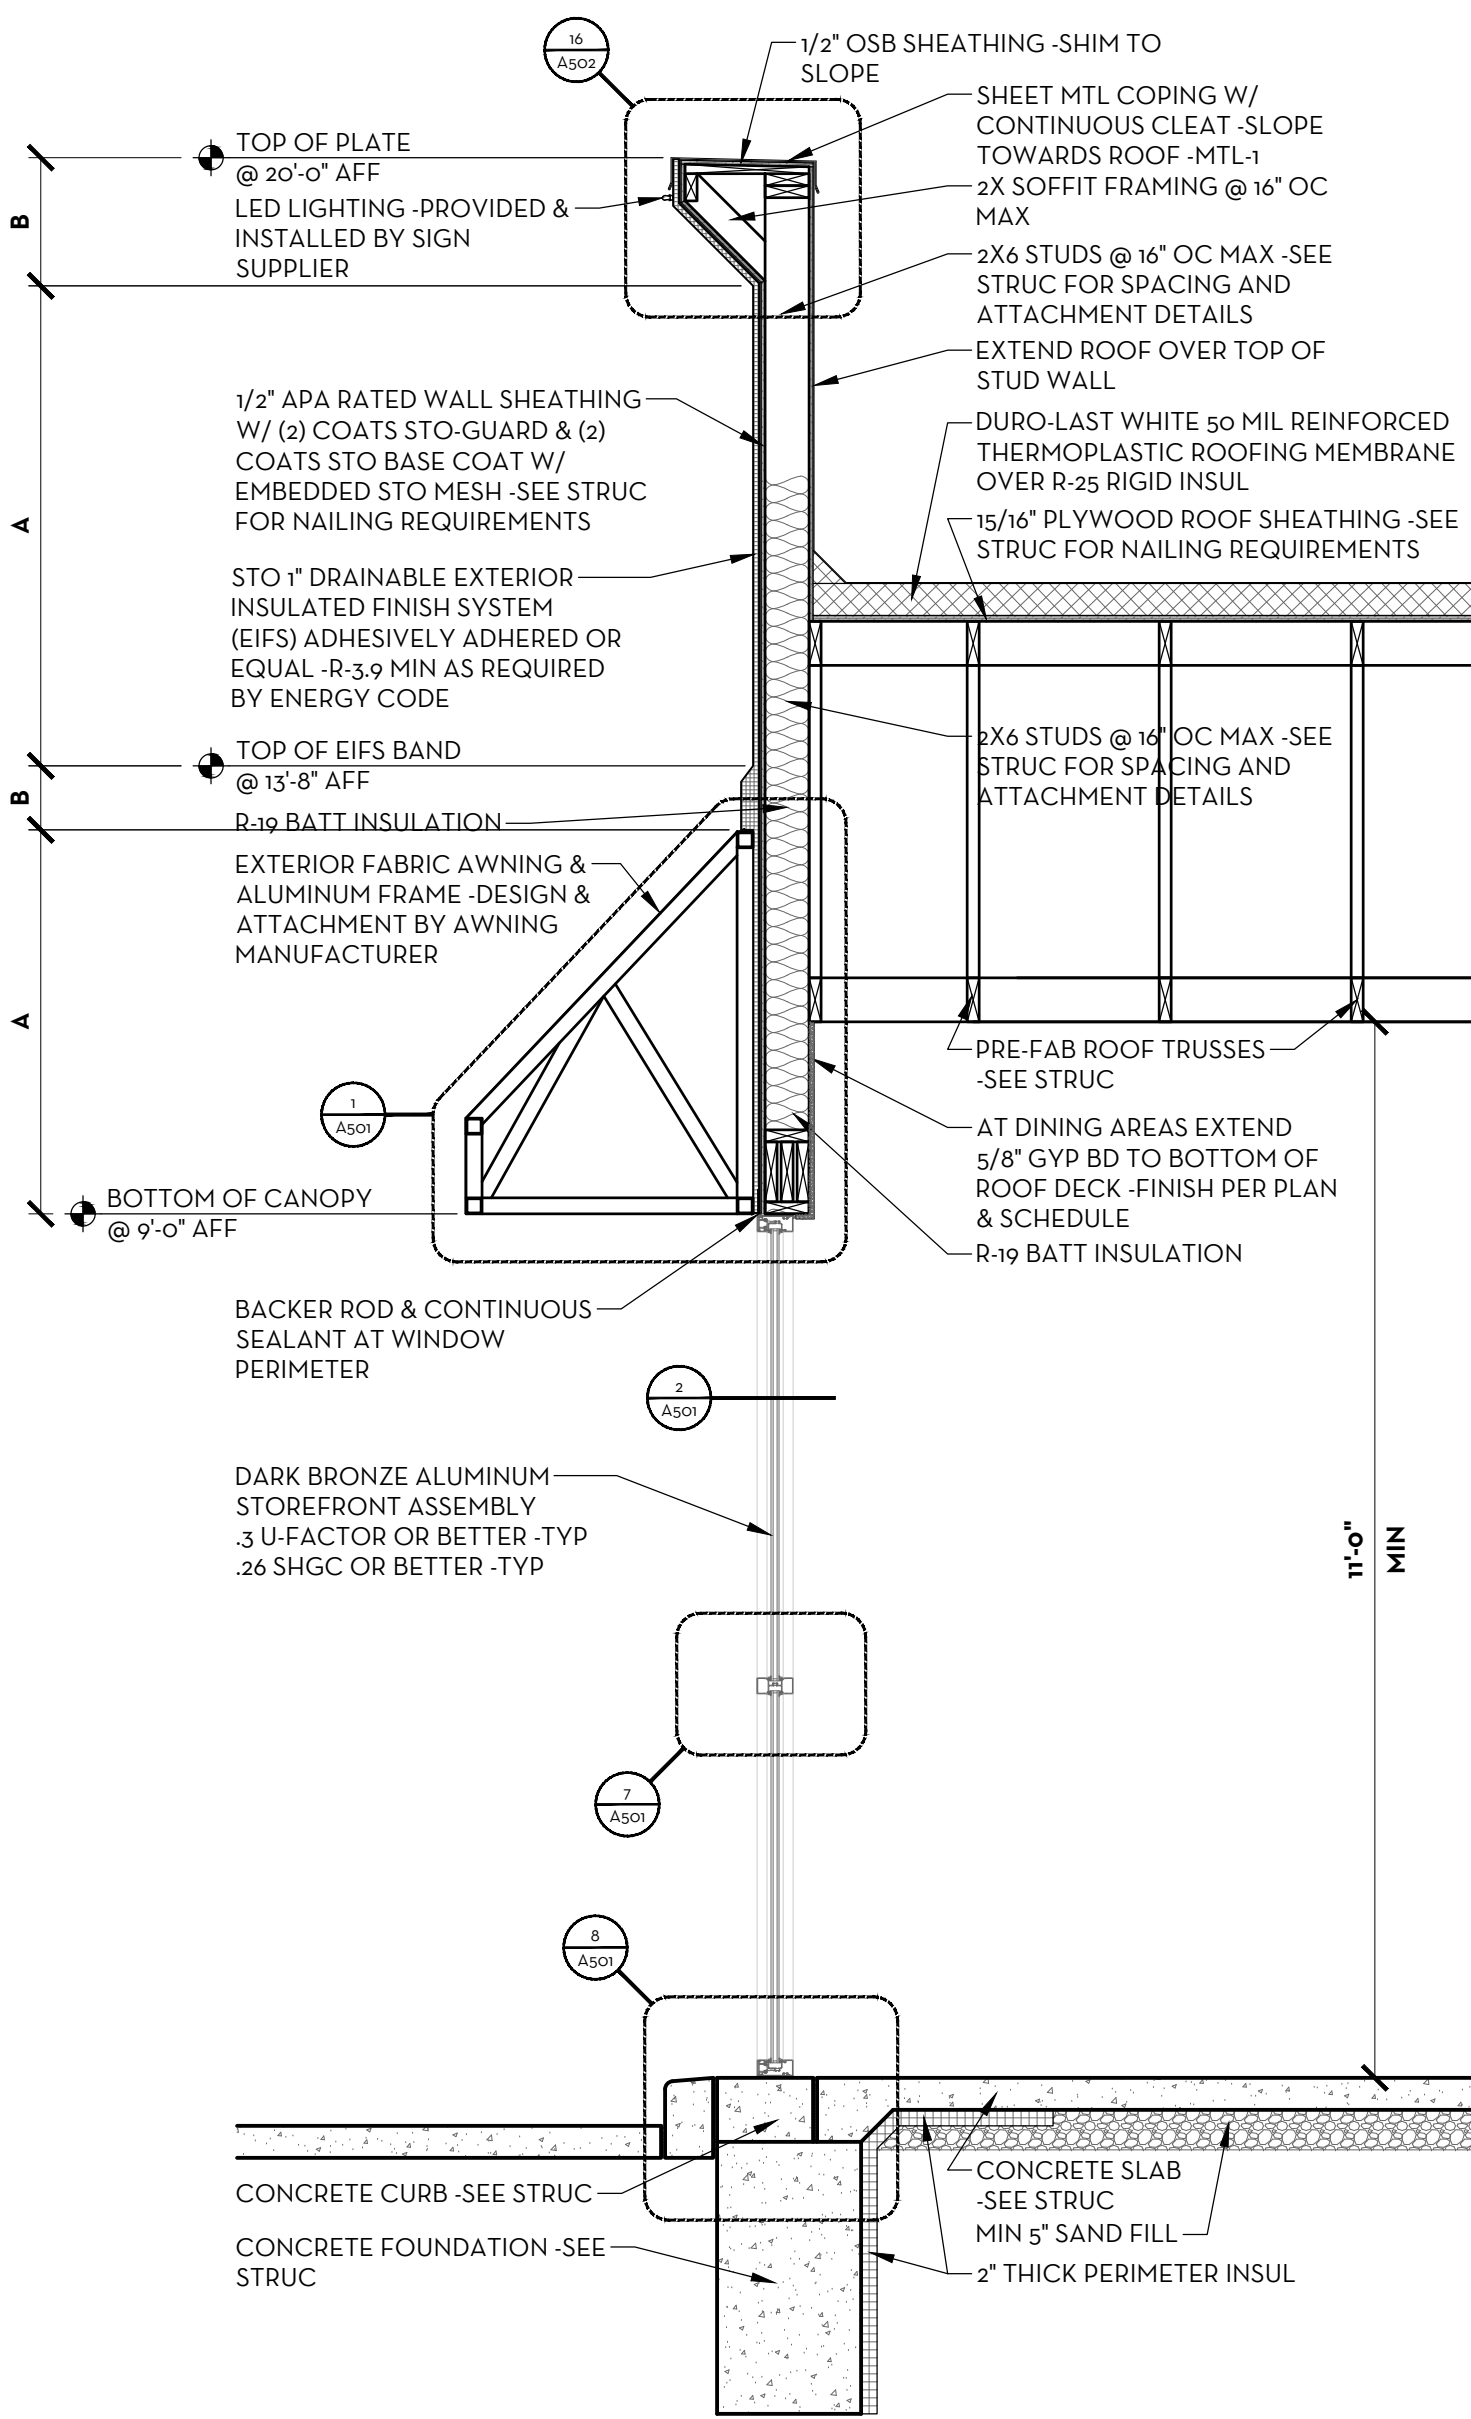 16
A502
1/2" OSB SHEATHING -SHIM TO
SLOPE
SHEET MTL COPING W/
CONTINUOUS CLEAT -SLOPE
TOWARDS ROOF -MTL-1
2X SOFFIT FRAMING @ 16" OC
MAX
2X6 STUDS @ 16" OC MAX -SEE
STRUC FOR SPACING AND
ATTACHMENT DETAILS
EXTEND ROOF OVER TOP OF
STUD WALL
DURO-LAST WHITE 50 MIL REINFORCED
THERMOPLASTIC ROOFING MEMBRANE
OVER R-25 RIGID INSUL
15/16" PLYWOOD ROOF SHEATHING -SEE
STRUC FOR NAILING REQUIREMENTS
2X6 STUDS @ 16" OC MAX -SEE
STRUC FOR SPACING AND
ATTACHMENT DETAILS
PRE-FAB ROOF TRUSSES
-SEE STRUC
AT DINING AREAS EXTEND
5/8" GYP BD TO BOTTOM OF
ROOF DECK -FINISH PER PLAN
& SCHEDULE
R-19 BATT INSULATION
TOP OF PLATE
@ 20'-0" AFF
LED LIGHTING -PROVIDED &
INSTALLED BY SIGN
SUPPLIER
B
1/2" APA RATED WALL SHEATHING
W/ (2) COATS STO-GUARD & (2)
COATS STO BASE COAT W/
EMBEDDED STO MESH -SEE STRUC
FOR NAILING REQUIREMENTS
A
STO 1" DRAINABLE EXTERIOR
INSULATED FINISH SYSTEM
(EIFS) ADHESIVELY ADHERED OR
EQUAL -R-3.9 MIN AS REQUIRED
BY ENERGY CODE
TOP OF EIFS BAND
@ 13'-8" AFF
B
R-19 BATT INSULATION
EXTERIOR FABRIC AWNING &
ALUMINUM FRAME -DESIGN &
ATTACHMENT BY AWNING
MANUFACTURER
A
1
A501
BOTTOM OF CANOPY
@ 9'-0" AFF
BACKER ROD & CONTINUOUS
SEALANT AT WINDOW
PERIMETER
2
A501
DARK BRONZE ALUMINUM
STOREFRONT ASSEMBLY
.3 U-FACTOR OR BETTER -TYP
.26 SHGC OR BETTER -TYP
11'-0"
MIN
7
A501
8
A501
CONCRETE CURB -SEE STRUC
CONCRETE FOUNDATION -SEE
STRUC
CONCRETE SLAB
-SEE STRUC
MIN 5" SAND FILL
2" THICK PERIMETER INSUL